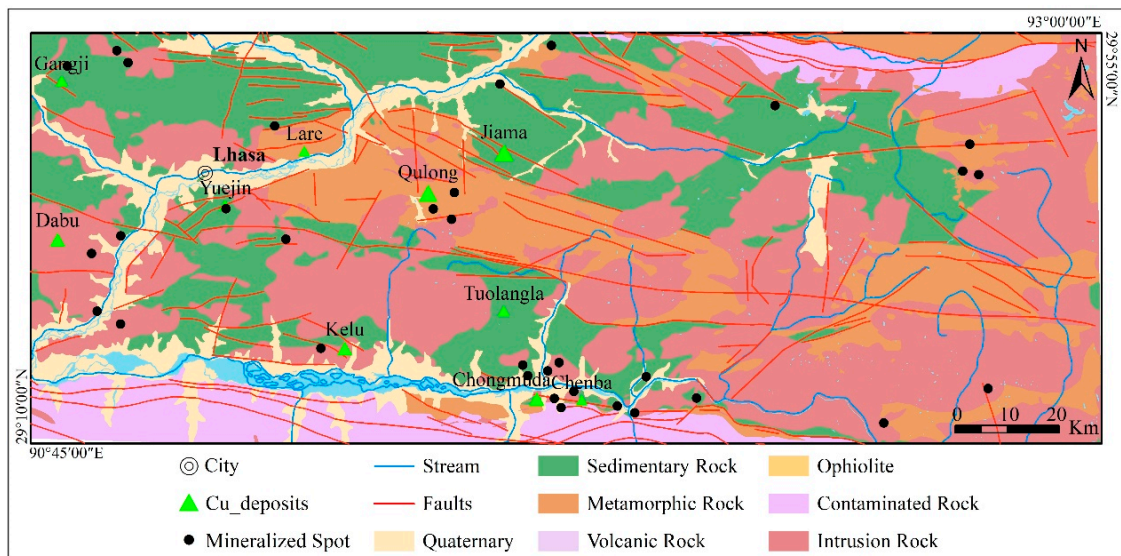 93°00′00″E
29°55′00″N
N
Gangji
Lare
Jiama
Lhasa
Yuejin
Qulong
Dabu
Tuolangla
Kelu
Chongmuda
Chenba
0 10 20
Km
29°10′00″N
90°45′00″E
City
Stream
Sedimentary Rock
Ophiolite
Cu_deposits
Faults
Metamorphic Rock
Contaminated Rock
Mineralized Spot
Quaternary
Volcanic Rock
Intrusion Rock